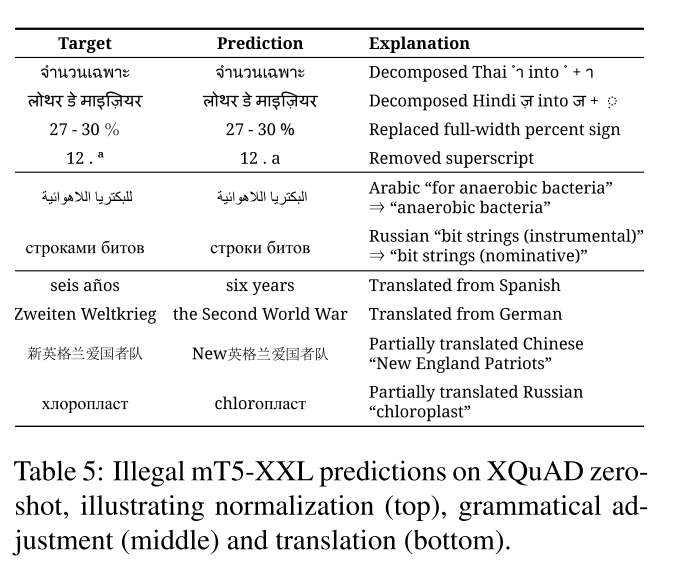 Target Prediction Explanation
จำนวนเฉพาะ จํานวนเฉพาะ Decomposed Thai ำ into ํ + า
लोथर डे माइज़ियर लोथर डे माइज़ियर Decomposed Hindi ज़ into ज + ़
27 - 30 ％ 27 - 30 % Replaced full-width percent sign
12 . ª 12 . a Removed superscript
للبكتريا اللاهوائية البكتريا اللاهوائية Arabic “for anaerobic bacteria”
⇒ “anaerobic bacteria”
строками битов строки битов Russian “bit strings (instrumental)”
⇒ “bit strings (nominative)”
seis años six years Translated from Spanish
Zweiten Weltkrieg the Second World War Translated from German
新英格兰爱国者队 New英格兰爱国者队 Partially translated Chinese
“New England Patriots”
хлоропласт chlorопласт Partially translated Russian
“chloroplast”
Table 5: Illegal mT5-XXL predictions on XQuAD zero-
shot, illustrating normalization (top), grammatical ad-
justment (middle) and translation (bottom).